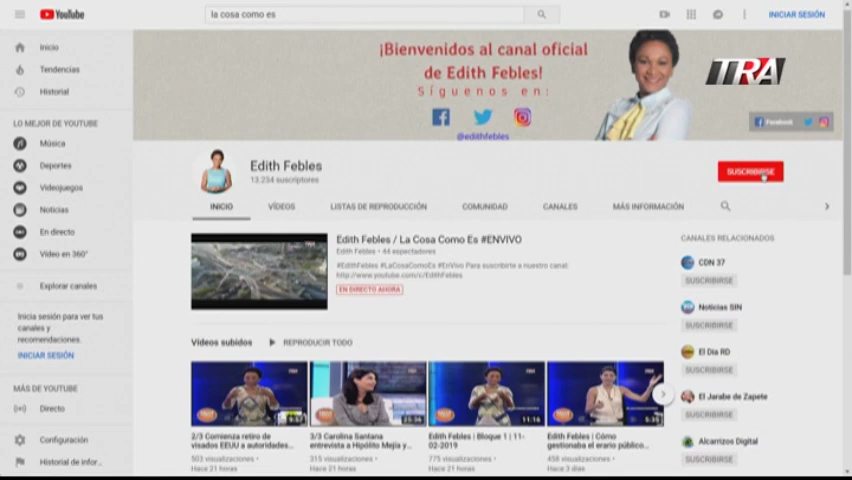 YouTube
la cosa como es
INICIAR SESIÓN
Inicio
Tendencias
Historial
LO MEJOR DE YOUTUBE
Música
Deportes
Videojuegos
Noticias
En directo
Vídeo en 360°
Explorar canales
Inicia sesión para ver tus
canales y
recomendaciones.
INICIAR SESIÓN
MÁS DE YOUTUBE
Directo
Configuración
Historial de infor...
¡Bienvenidos al canal oficial
de Edith Febles!
Síguenos en:
@edithfebles
TRA
Facebook
Edith Febles
13.234 suscriptores
SUSCRIBIRSE
INICIO
VÍDEOS
LISTAS DE REPRODUCCIÓN
COMUNIDAD
CANALES
MÁS INFORMACIÓN
Edith Febles / La Cosa Como Es #ENVIVO
Edith Febles • 44 espectadores
#EdithFebles #LaCosaComoEs #EnVivo Para suscribirte a nuestro canal:
http://www.youtube.com/c/EdithFebles
EN DIRECTO AHORA
Vídeos subidos
REPRODUCIR TODO
9:57
2/3 Comienza retiro de
visados EEUU a autoridades...
503 visualizaciones •
Hace 21 horas
25:36
3/3 Carolina Santana
entrevista a Hipólito Mejía y...
315 visualizaciones •
Hace 21 horas
11:16
Edith Febles | Bloque 1 | 11-
02-2019
775 visualizaciones •
Hace 21 horas
5:35
Edith Febles | Cómo
gestionaba el erario público...
458 visualizaciones •
Hace 3 días
CANALES RELACIONADOS
CDN 37
SUSCRIBIRSE
Noticias SIN
SUSCRIBIRSE
El Dia RD
SUSCRIBIRSE
El Jarabe de Zapete
SUSCRIBIRSE
Alcarrizos Digital
SUSCRIBIRSE